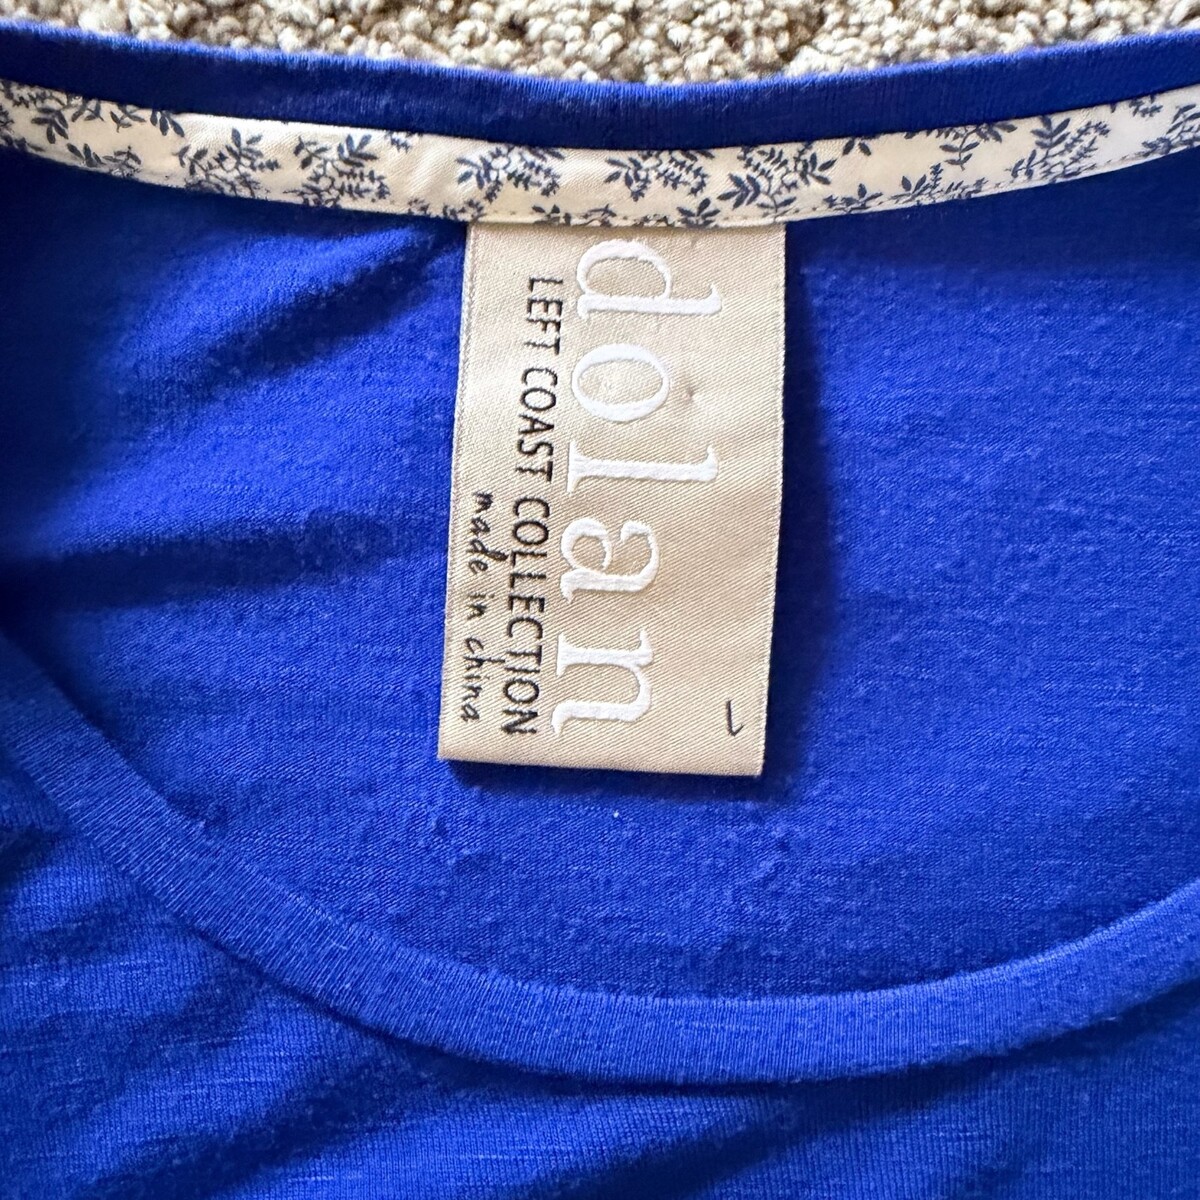 dolan
LEFT COAST COLLECTION
made in china
L